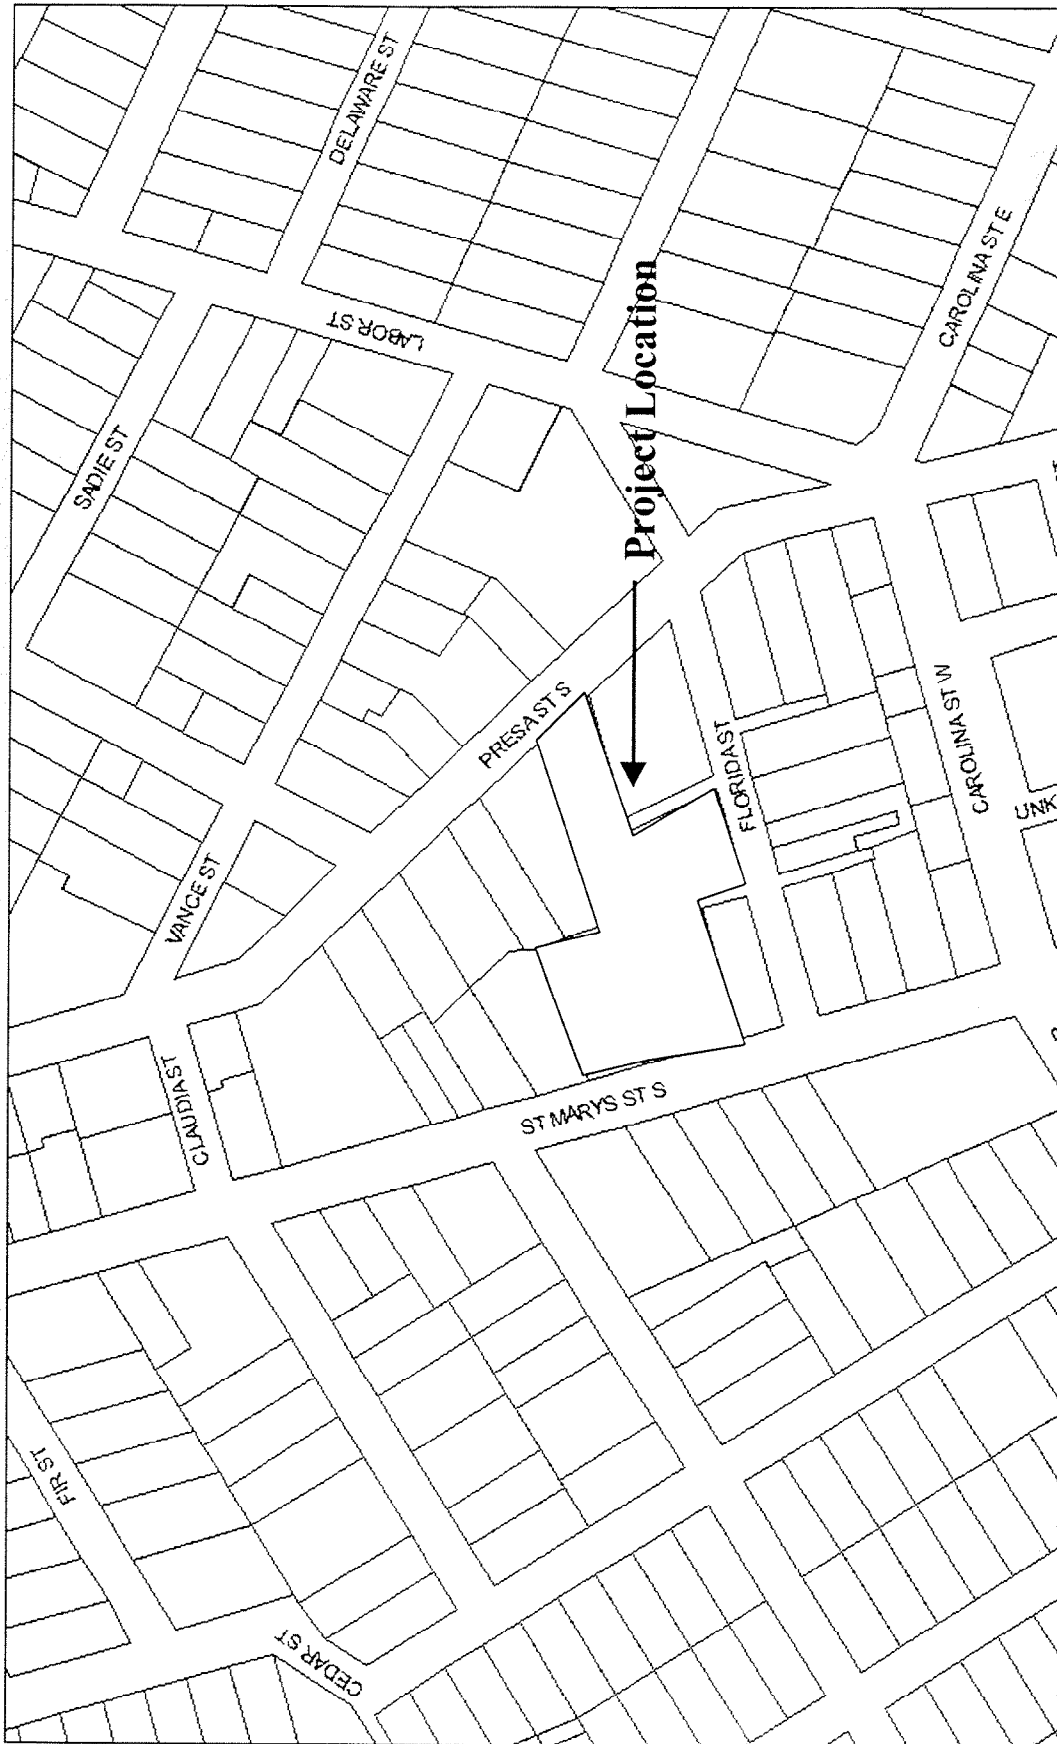 DELAWARE ST
LABOR ST
SADIE ST
CAROLINA ST E
Project Location
PRESA ST S
FLORIDA ST
CAROLINA ST W
UNK
VANCE ST
CLAUDIA ST
ST MARYS ST S
FIR ST
CEDAR ST